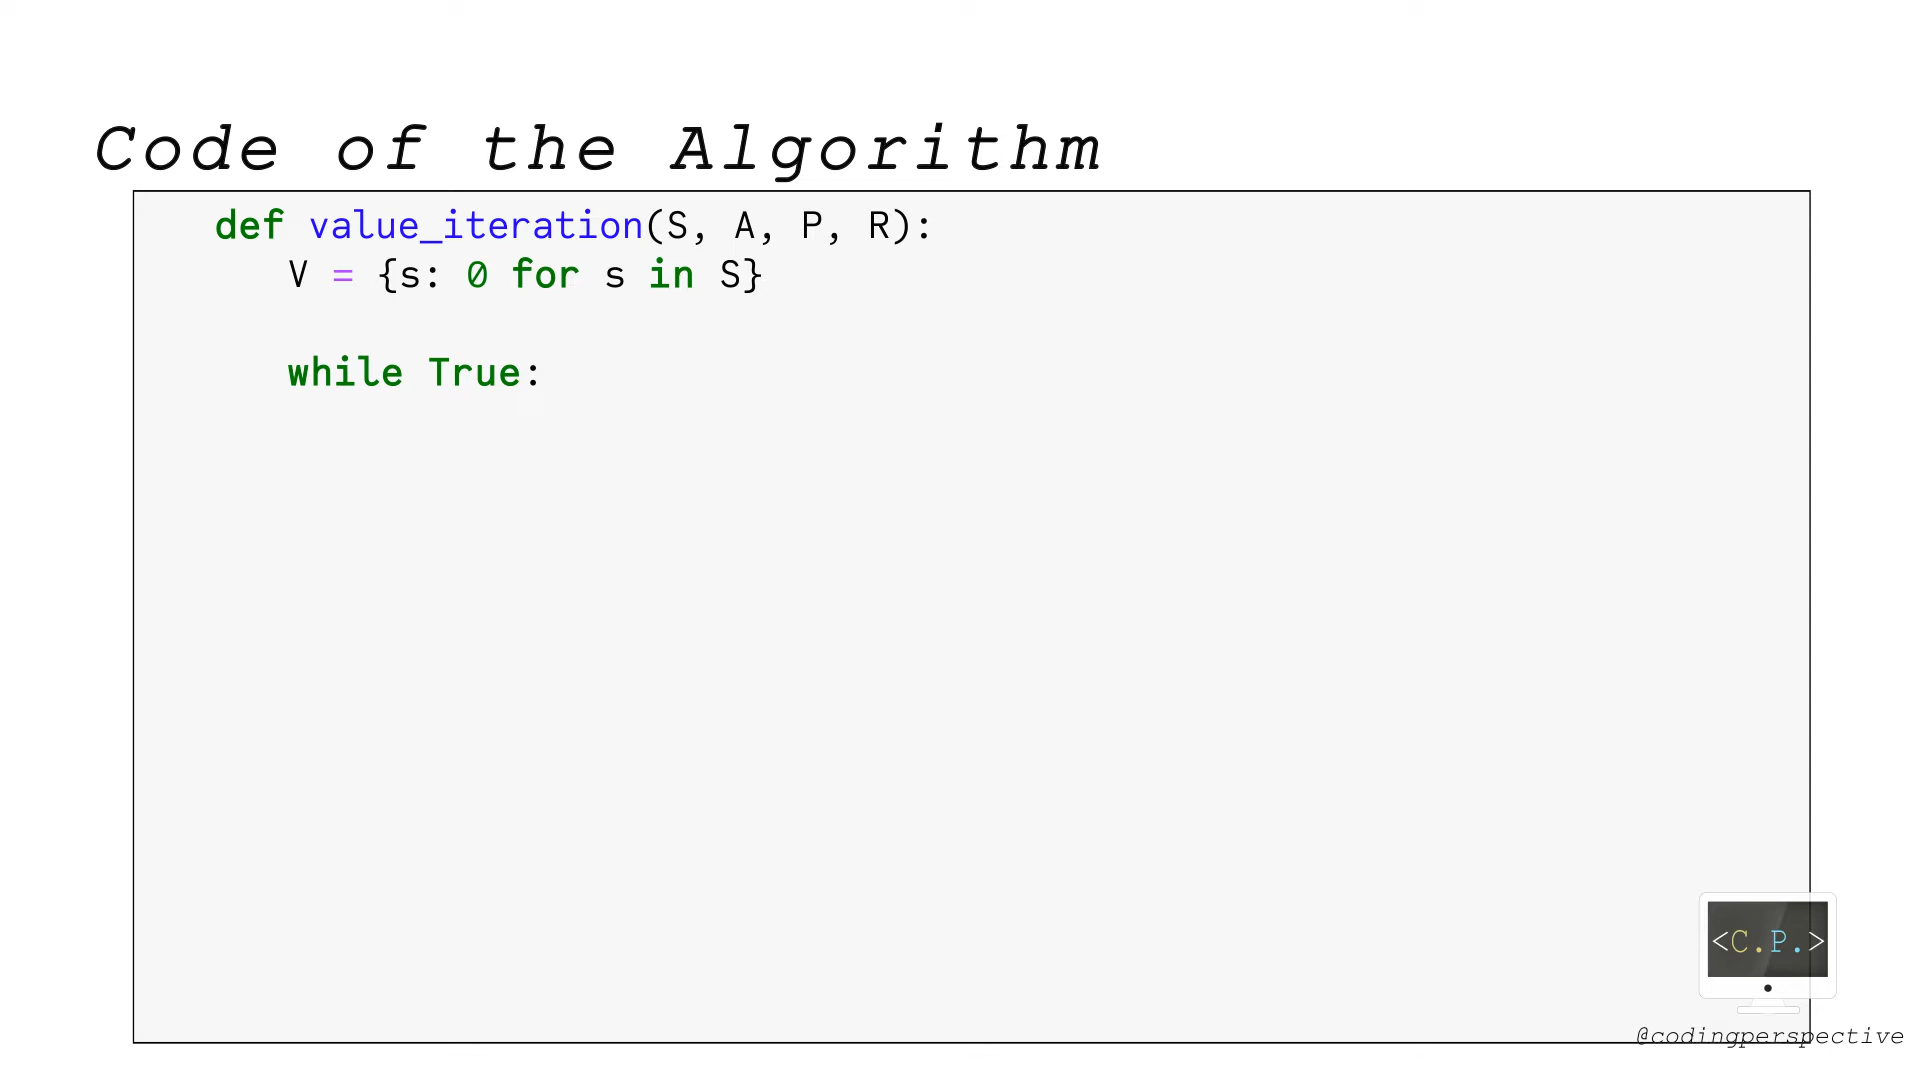 Code of the Algorithm
def value_iteration(S, A, P, R):
V = {s: 0 for s in S}
while True:
<C.P.>
@codingperspective